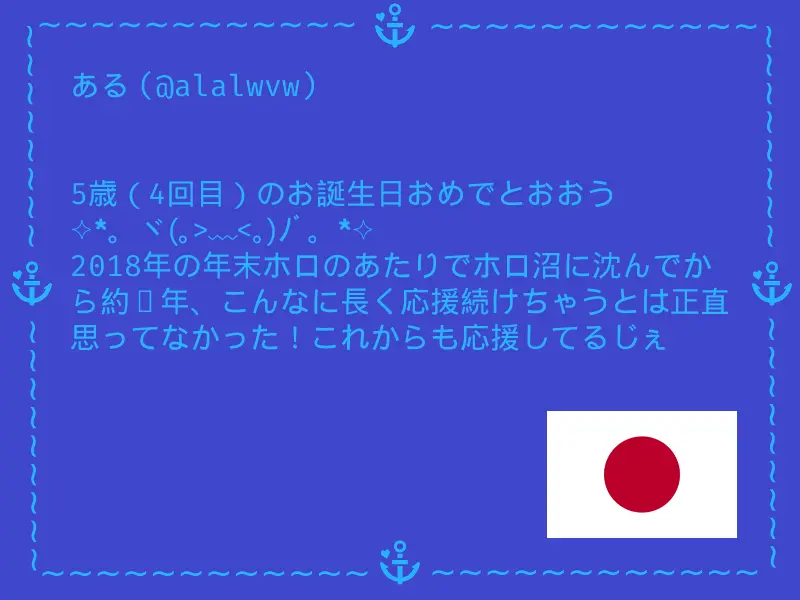 ある (@alalwvw)
5歳（4回目）のお誕生日おめでとおおう
✧*。ヾ(｡>﹏<｡)ﾉﾞ。*✧
2018年の年末ホロのあたりでホロ沼に沈んでか
ら約▯年、こんなに長く応援続けちゃうとは正直
思ってなかった！これからも応援してるじぇ